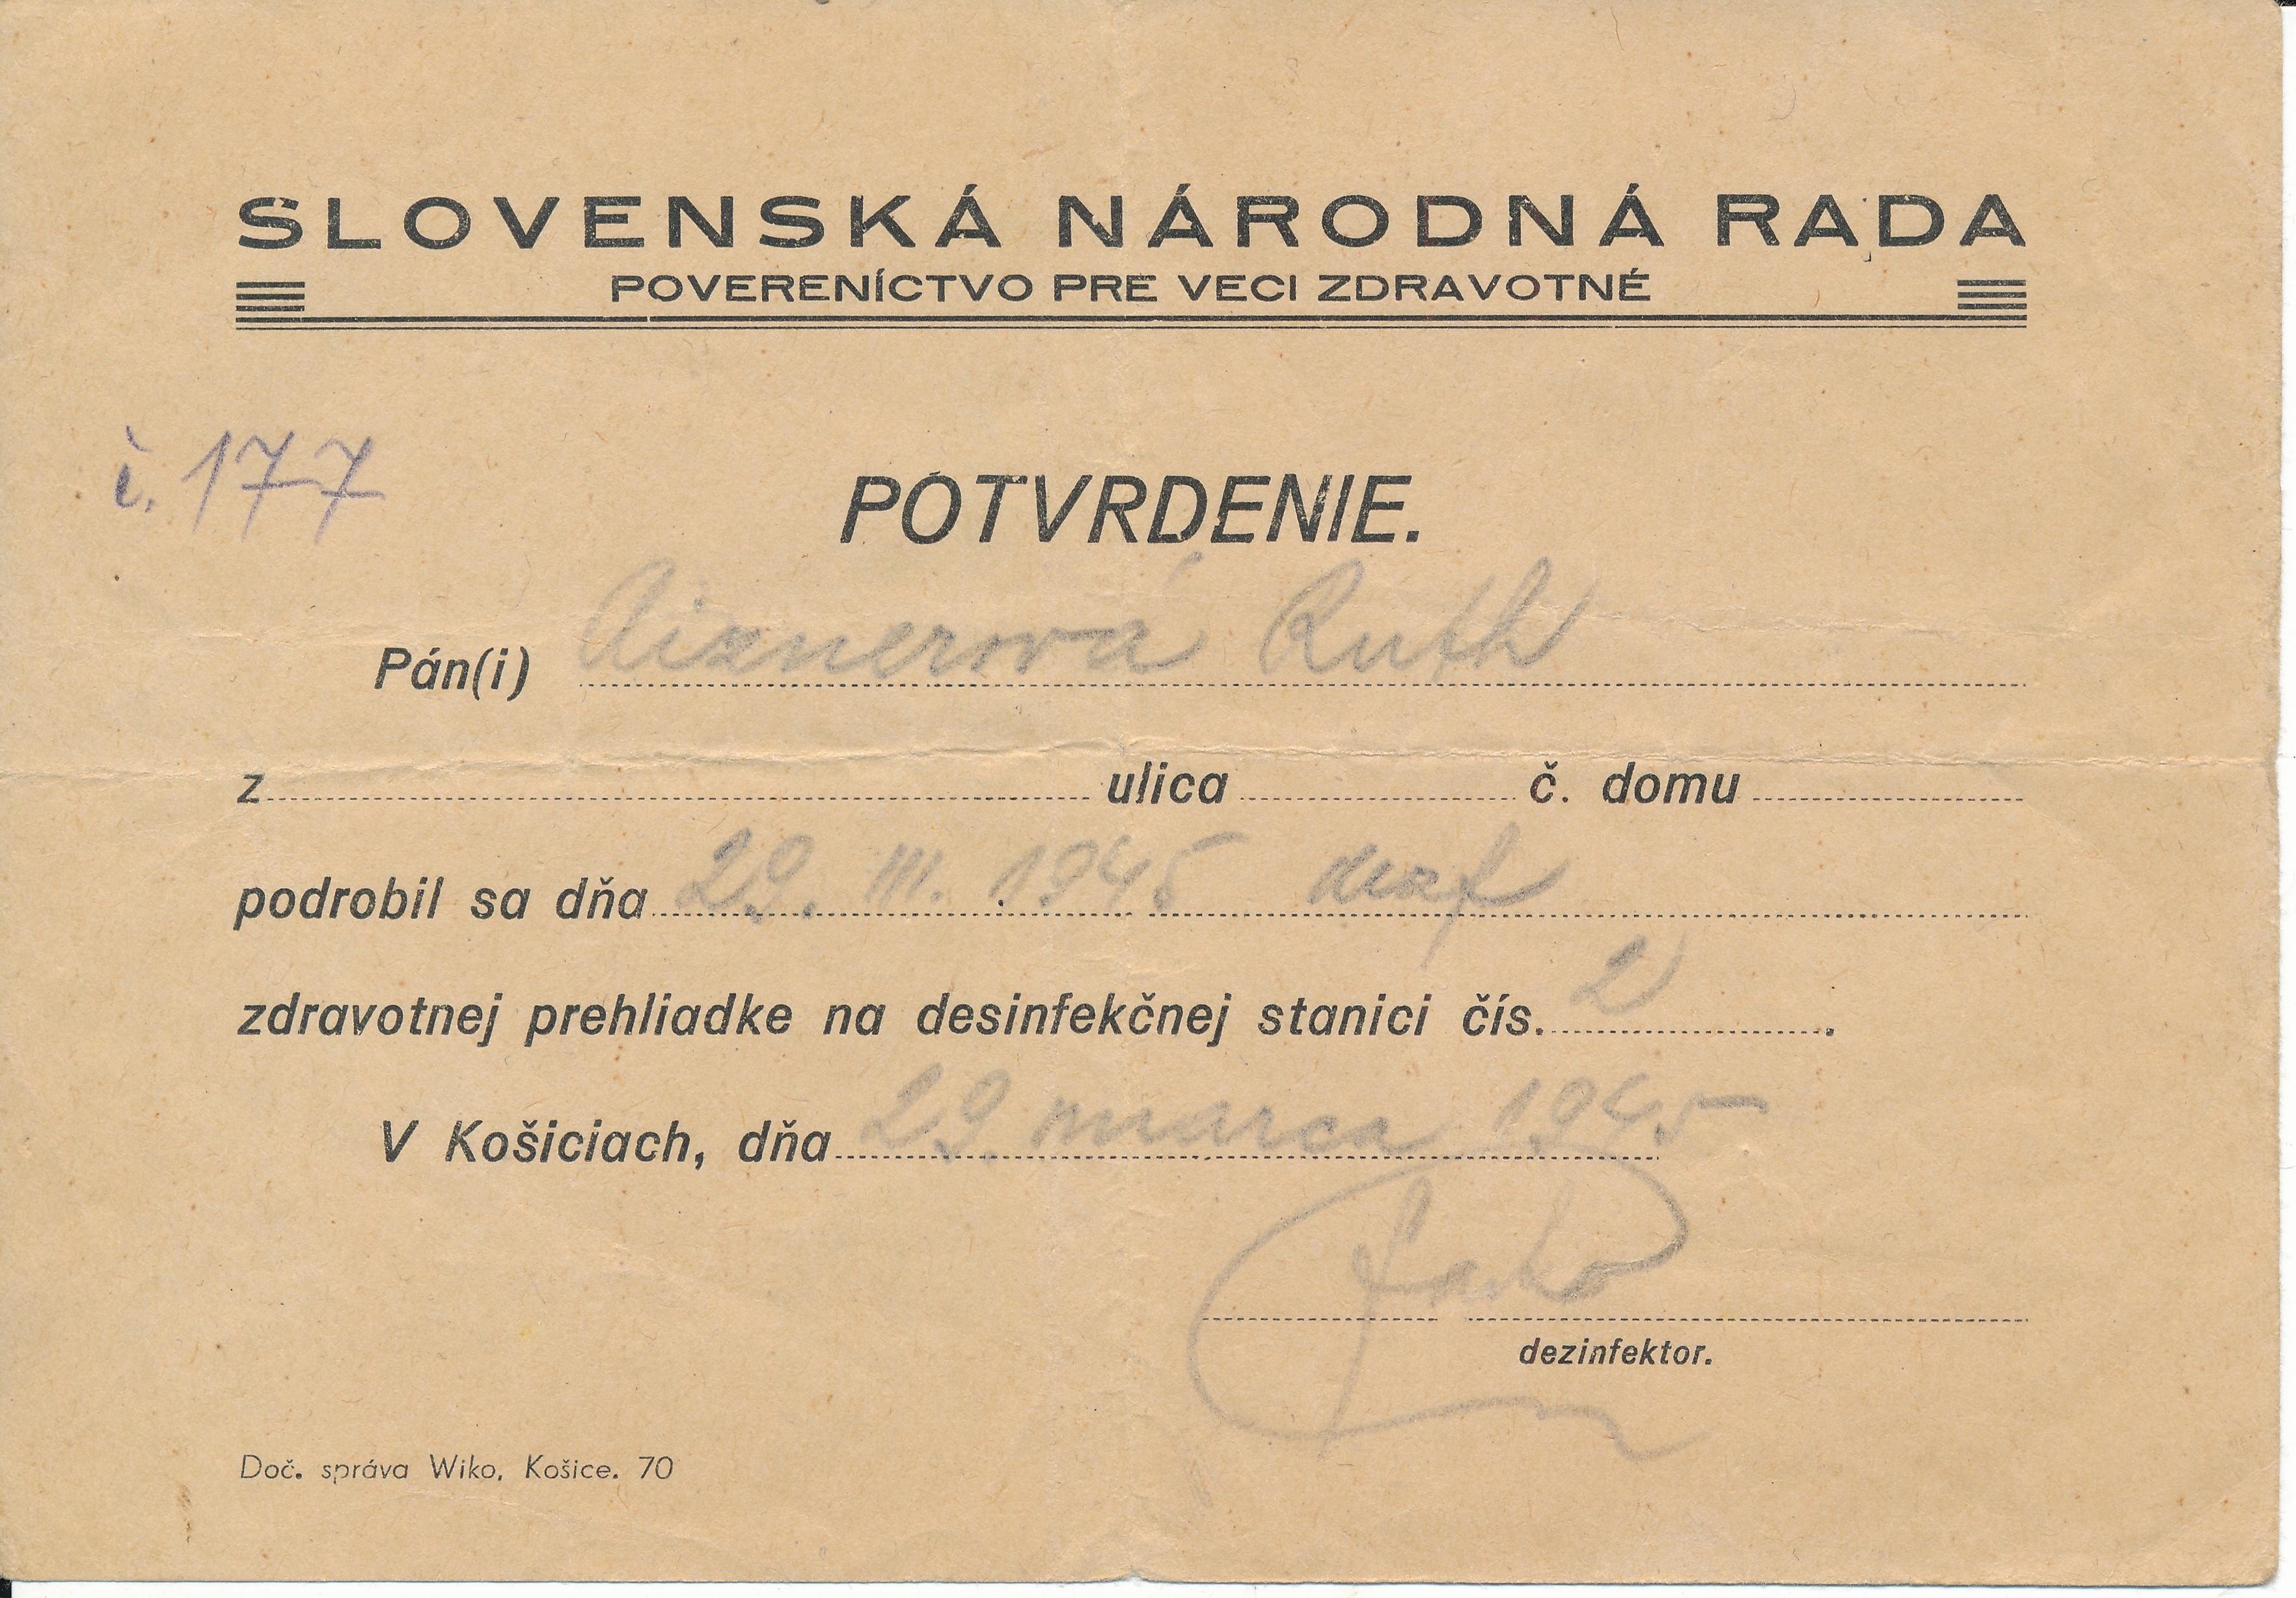 SLOVENSKÁ NÁRODNÁ RADA
POVERENÍCTVO PRE VECI ZDRAVOTNÉ
č. 177
POTVRDENIE.
Pán(i) Ruth
z ulica č. domu
podrobil sa dňa 29. III. 1945
zdravotnej prehliadke na desinfekčnej stanici čís. 2.
V Košiciach, dňa 29. marca 1945
dezinfektor.
Doč. správa Wiko, Košice. 70